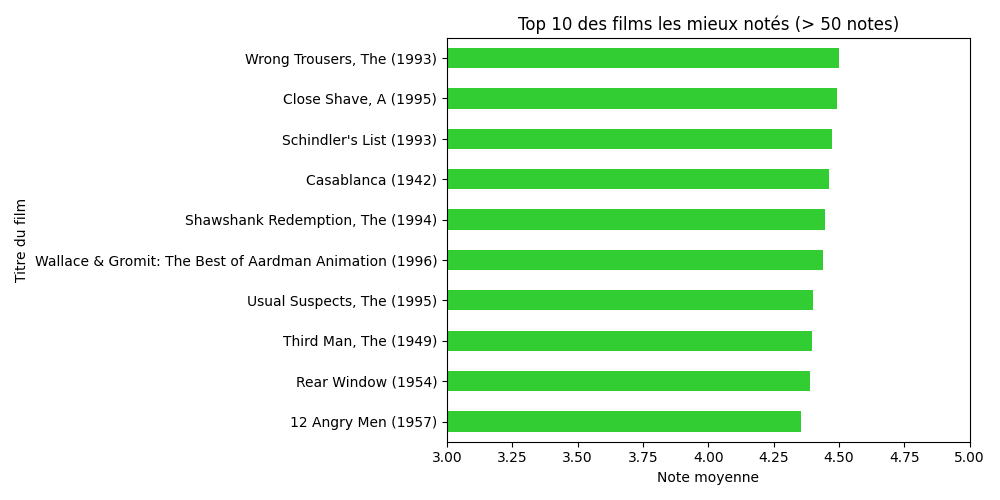 Top 10 des films les mieux notés (> 50 notes)
Titre du film
Wrong Trousers, The (1993)
Close Shave, A (1995)
Schindler's List (1993)
Casablanca (1942)
Shawshank Redemption, The (1994)
Wallace & Gromit: The Best of Aardman Animation (1996)
Usual Suspects, The (1995)
Third Man, The (1949)
Rear Window (1954)
12 Angry Men (1957)
3.00 3.25 3.50 3.75 4.00 4.25 4.50 4.75 5.00
Note moyenne